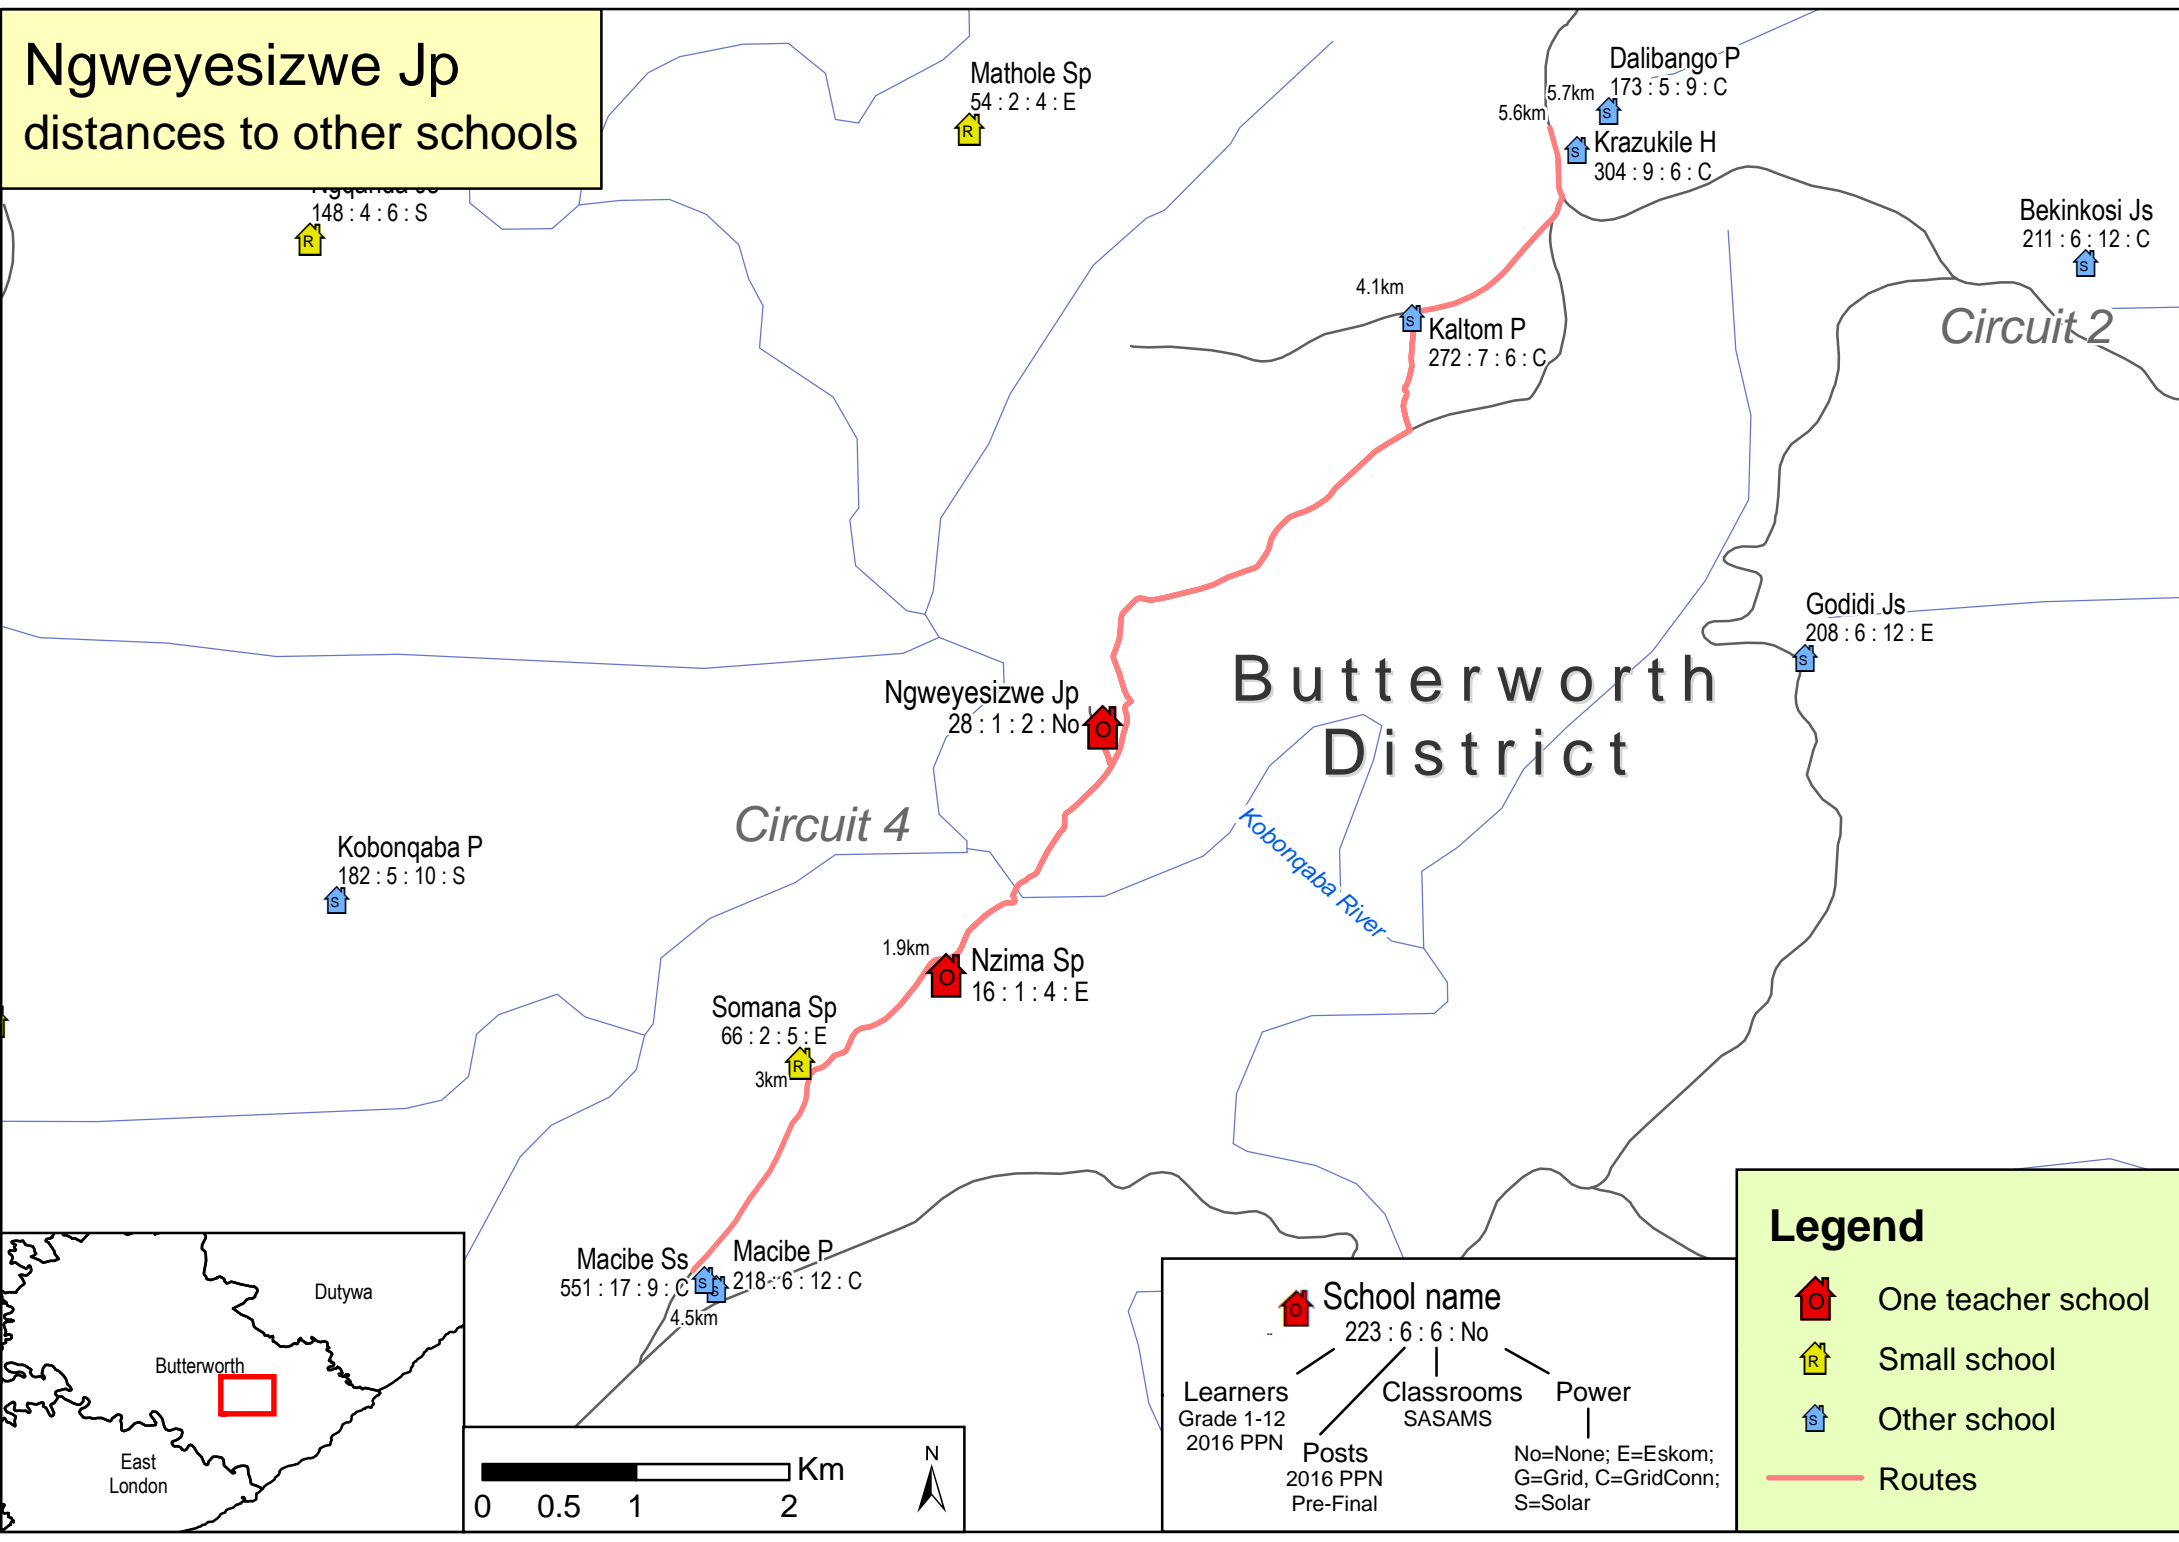 Ngweyesizwe Jp
distances to other schools
148 : 4 : 6 : S
R
Mathole Sp
54 : 2 : 4 : E
R
Dalibango P
173 : 5 : 9 : C
5.7km
S
5.6km
Krazukile H
304 : 9 : 6 : C
S
Bekinkosi Js
211 : 6 : 12 : C
S
Circuit 2
4.1km
S
Kaltom P
272 : 7 : 6 : C
Godidi Js
208 : 6 : 12 : E
S
Butterworth
District
Ngweyesizwe Jp
28 : 1 : 2 : No
O
Circuit 4
Kobonqaba River
Kobonqaba P
182 : 5 : 10 : S
S
1.9km
O
Nzima Sp
16 : 1 : 4 : E
Somana Sp
66 : 2 : 5 : E
R
3km
Macibe Ss
551 : 17 : 9 : C
S
Macibe P
218 : 6 : 12 : C
S
4.5km
Dutywa
Butterworth
East
London
Km
0 0.5 1 2
N
O
School name
223 : 6 : 6 : No
Learners
Grade 1-12
2016 PPN
Posts
2016 PPN
Pre-Final
Classrooms
SASAMS
Power
No=None; E=Eskom;
G=Grid, C=GridConn;
S=Solar
Legend
O One teacher school
R Small school
S Other school
Routes